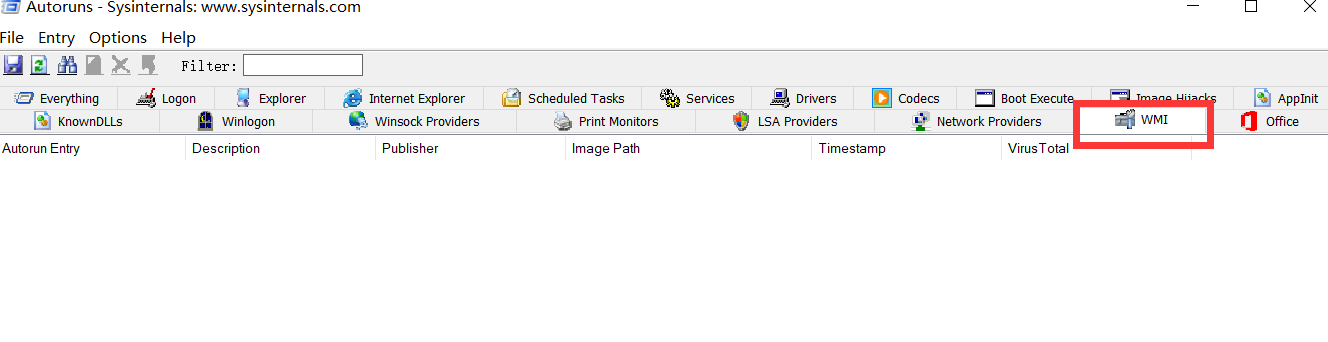 Autoruns - Sysinternals: www.sysinternals.com
File Entry Options Help
Filter:
Everything Logon Explorer Internet Explorer Scheduled Tasks Services Drivers Codecs Boot Execute Image Hijacks AppInit
KnownDLLs Winlogon Winsock Providers Print Monitors LSA Providers Network Providers WMI Office
Autorun Entry Description Publisher Image Path Timestamp VirusTotal